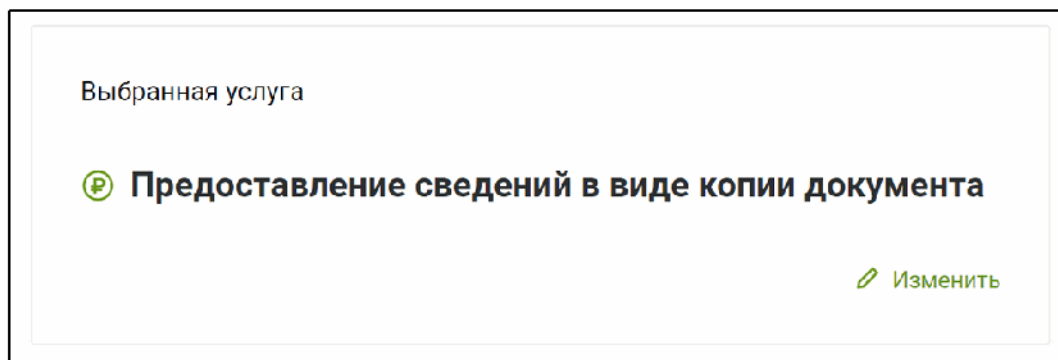 Выбранная услуга
₽ Предоставление сведений в виде копии документа
Изменить